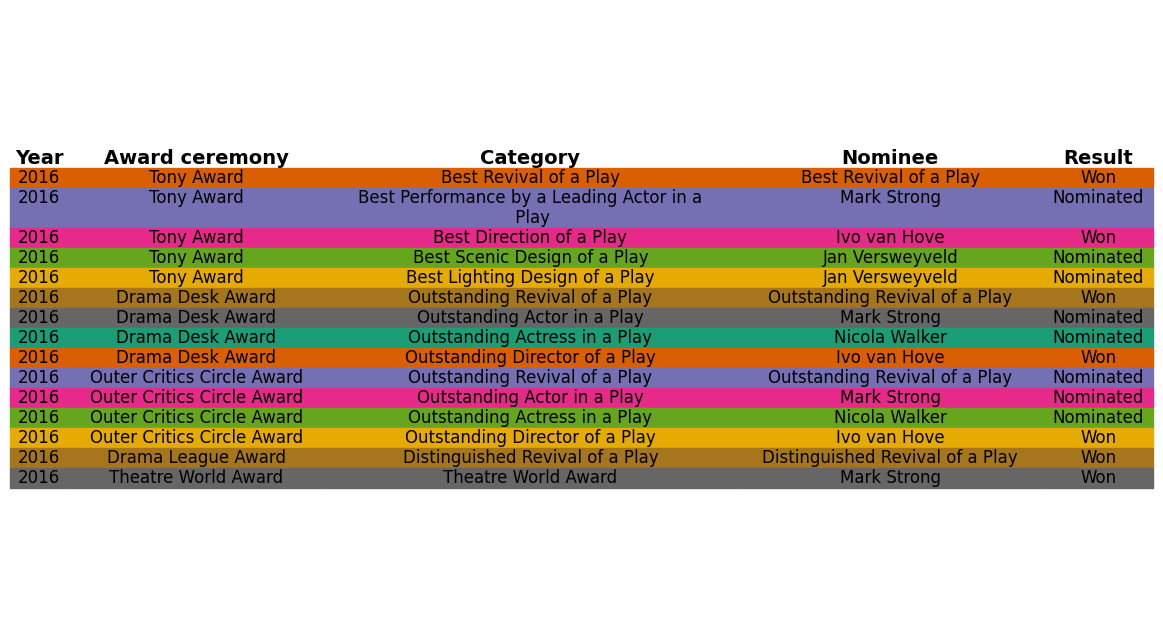 Year Award ceremony Category Nominee Result
2016 Tony Award Best Revival of a Play Best Revival of a Play Won
2016 Tony Award Best Performance by a Leading Actor in a Mark Strong Nominated
Play
2016 Tony Award Best Direction of a Play Ivo van Hove Won
2016 Tony Award Best Scenic Design of a Play Jan Versweyveld Nominated
2016 Tony Award Best Lighting Design of a Play Jan Versweyveld Nominated
2016 Drama Desk Award Outstanding Revival of a Play Outstanding Revival of a Play Won
2016 Drama Desk Award Outstanding Actor in a Play Mark Strong Nominated
2016 Drama Desk Award Outstanding Actress in a Play Nicola Walker Nominated
2016 Drama Desk Award Outstanding Director of a Play Ivo van Hove Won
2016 Outer Critics Circle Award Outstanding Revival of a Play Outstanding Revival of a Play Nominated
2016 Outer Critics Circle Award Outstanding Actor in a Play Mark Strong Nominated
2016 Outer Critics Circle Award Outstanding Actress in a Play Nicola Walker Nominated
2016 Outer Critics Circle Award Outstanding Director of a Play Ivo van Hove Won
2016 Drama League Award Distinguished Revival of a Play Distinguished Revival of a Play Won
2016 Theatre World Award Theatre World Award Mark Strong Won